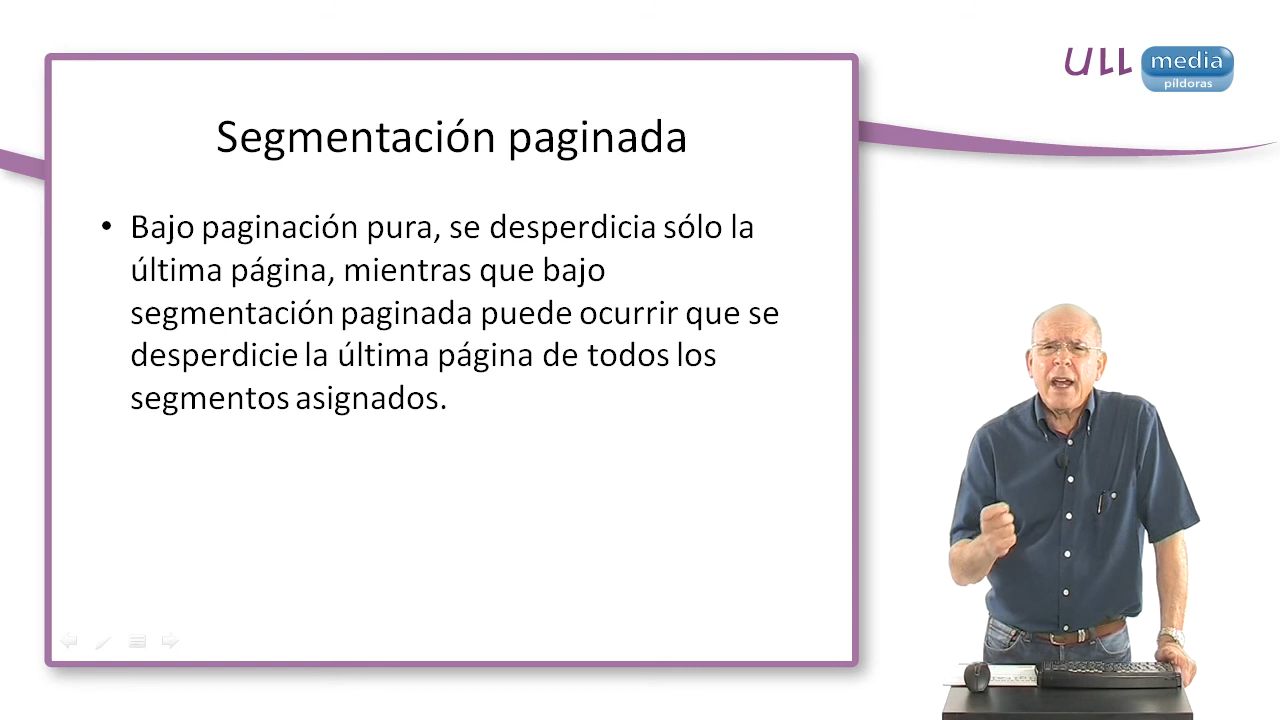 ULL media
píldoras
Segmentación paginada
• Bajo paginación pura, se desperdicia sólo la
última página, mientras que bajo
segmentación paginada puede ocurrir que se
desperdicie la última página de todos los
segmentos asignados.